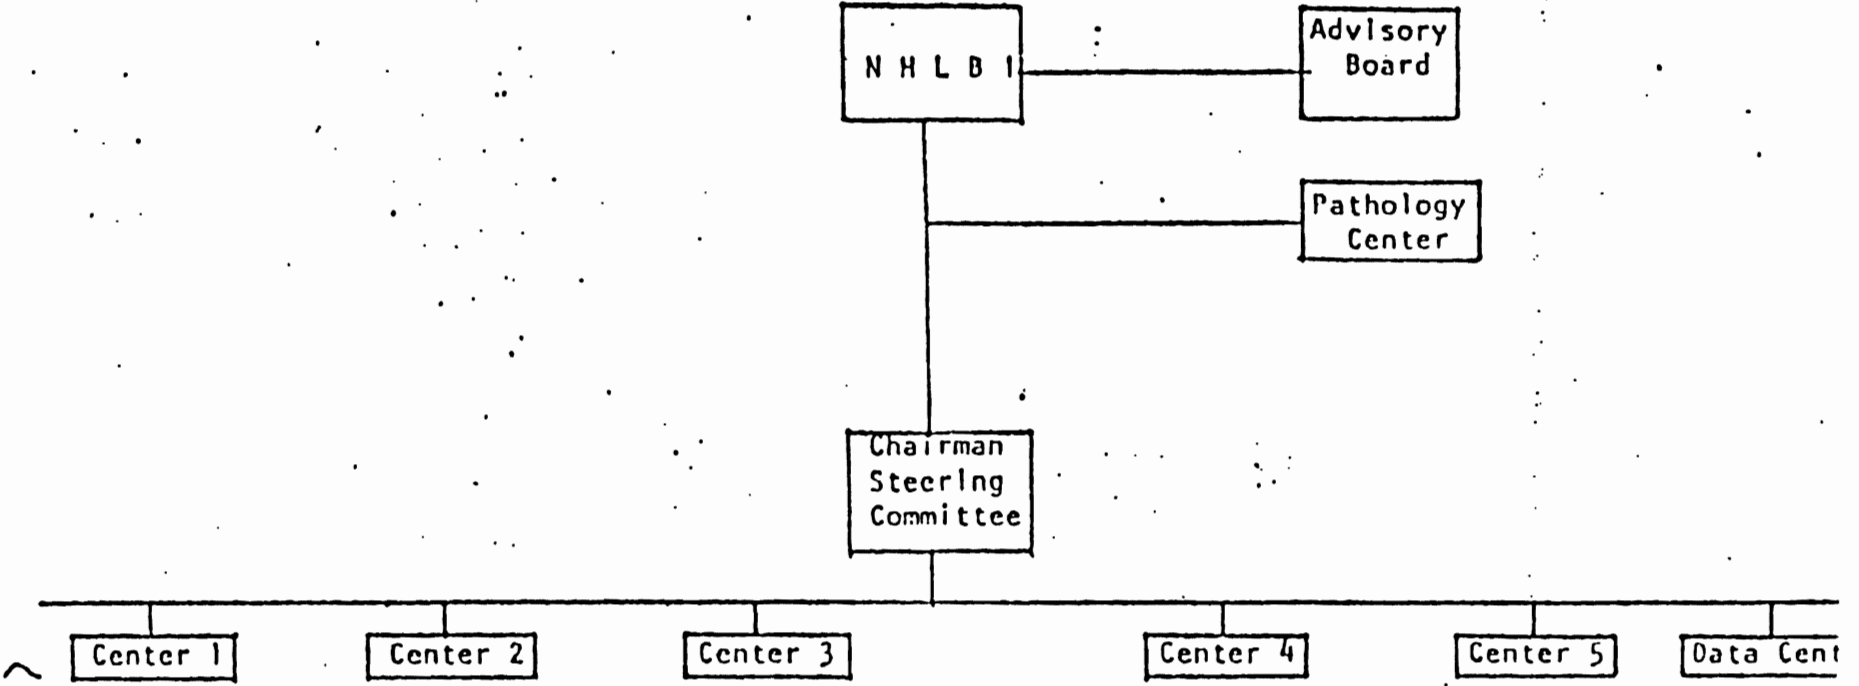 N H L B I
Advisory
Board
Pathology
Center
Chairman
Steering
Committee
Center 1
Center 2
Center 3
Center 4
Center 5
Data Cent